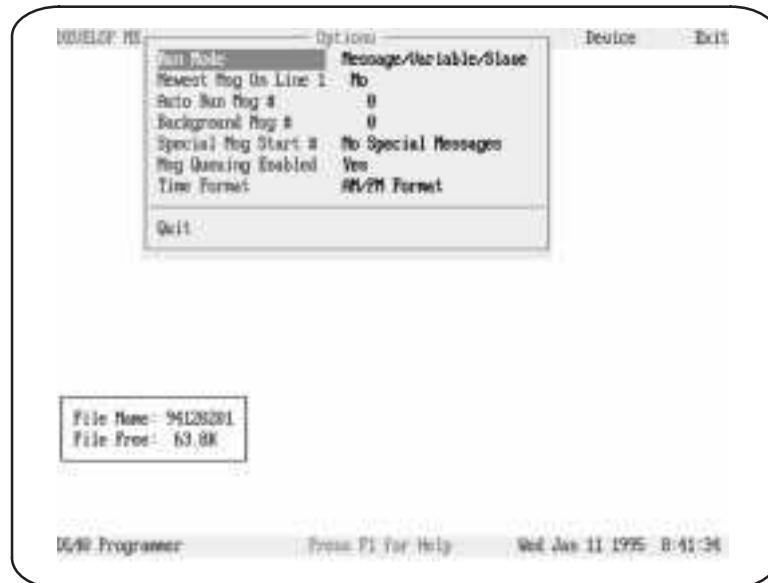 Options Device Exit
Run Mode Message/Variable/Slave
Newest Msg On Line 1 No
Auto Run Msg # 0
Background Msg # 0
Special Msg Start # No Special Messages
Msg Queuing Enabled Yes
Time Format AM/PM Format
Quit
File Name: 94120201
File Free: 63.8K
Programmer Press F1 for Help Wed Jan 11 1995 8:41:34